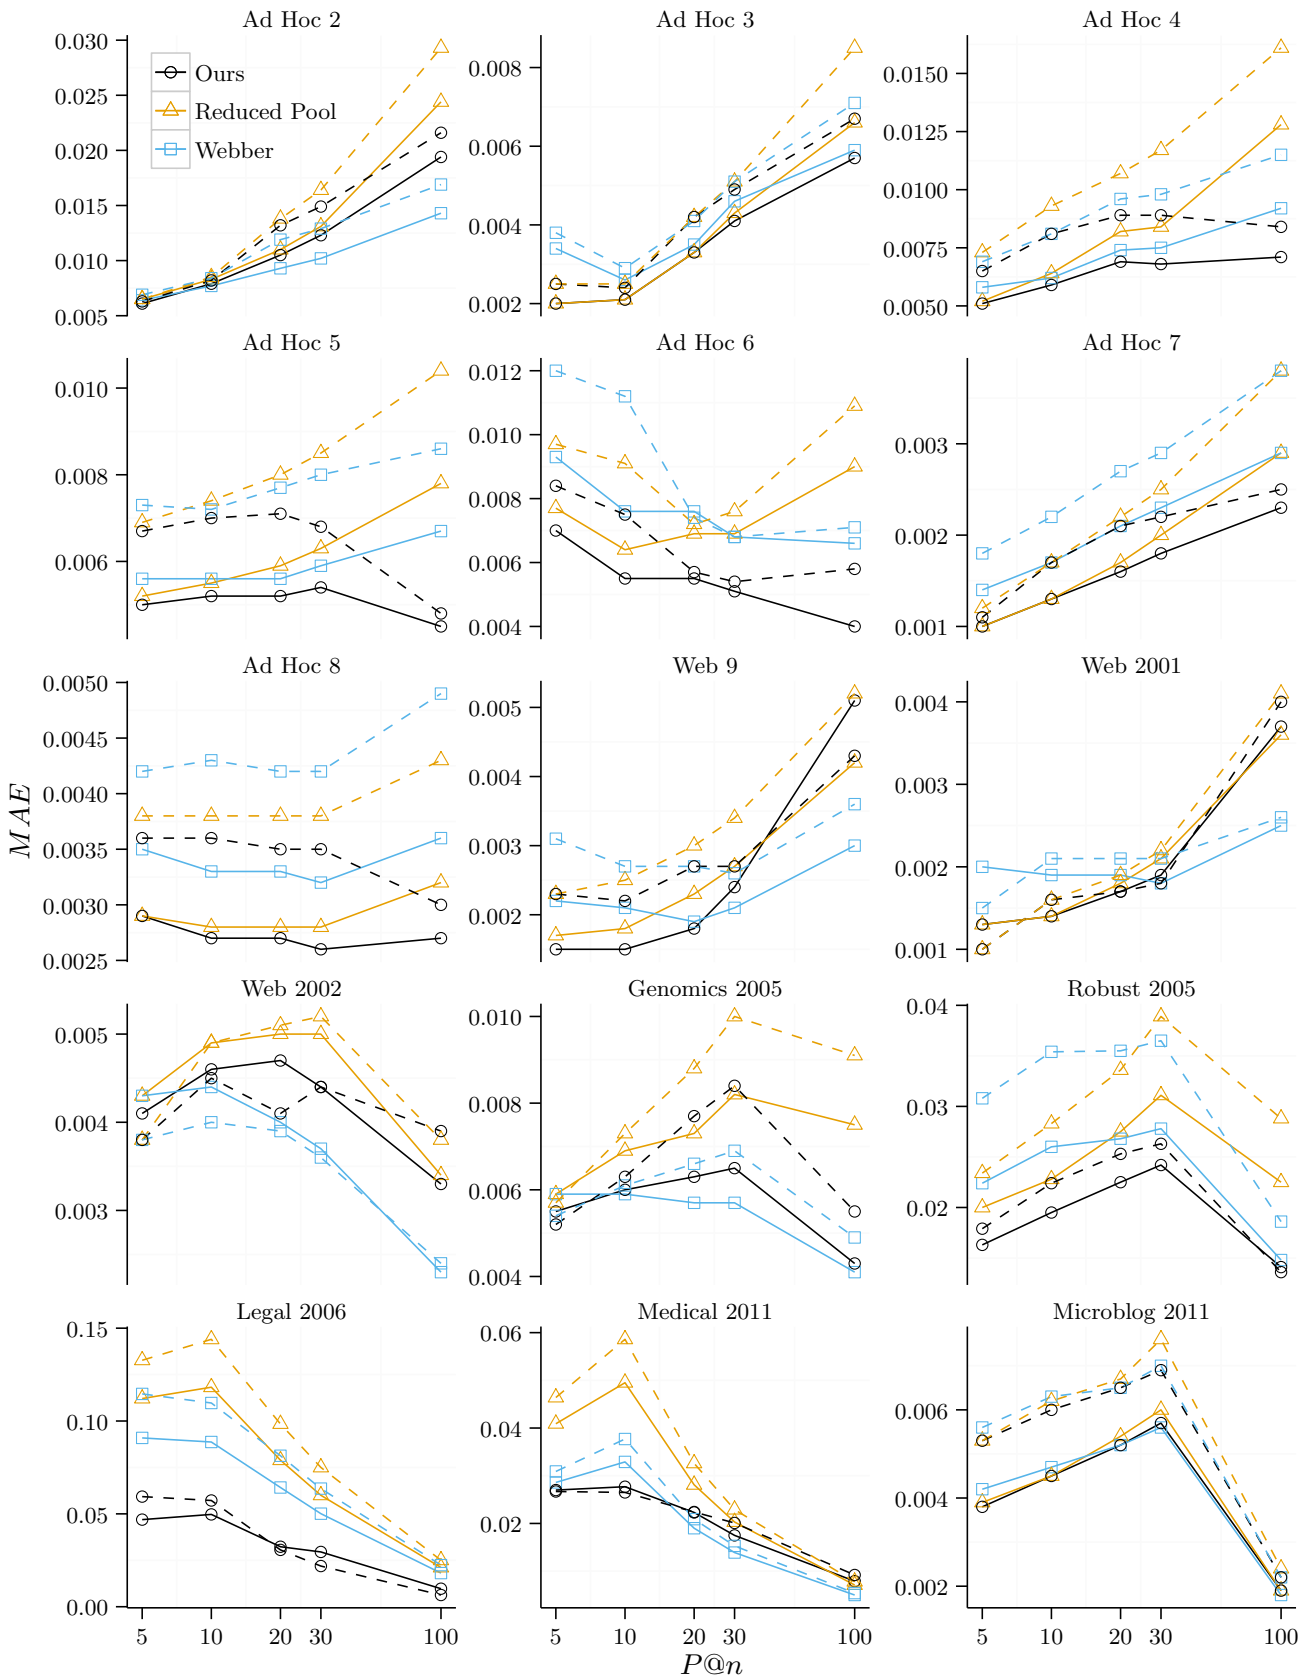 Ad Hoc 2
Ad Hoc 3
Ad Hoc 4
0.030
0.025
0.020
0.015
0.010
0.005
Ours
Reduced Pool
Webber
0.008
0.006
0.004
0.002
0.0150
0.0125
0.0100
0.0075
0.0050
Ad Hoc 5
Ad Hoc 6
Ad Hoc 7
0.010
0.008
0.006
0.012
0.010
0.008
0.006
0.004
0.003
0.002
0.001
Ad Hoc 8
Web 9
Web 2001
0.0050
0.0045
0.0040
0.0035
0.0030
0.0025
0.005
0.004
0.003
0.002
0.004
0.003
0.002
0.001
MAE
Web 2002
Genomics 2005
Robust 2005
0.005
0.004
0.003
0.010
0.008
0.006
0.004
0.04
0.03
0.02
Legal 2006
Medical 2011
Microblog 2011
0.15
0.10
0.05
0.00
0.06
0.04
0.02
0.006
0.004
0.002
5 10 20 30 100
5 10 20 30 100
5 10 20 30 100
P@n